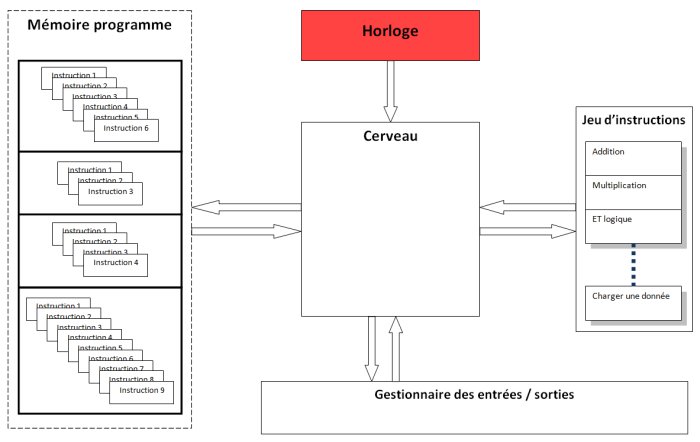 Mémoire programme
Instruction 1
Instruction 2
Instruction 3
Instruction 4
Instruction 5
Instruction 6
Instruction 1
Instruction 2
Instruction 3
Instruction 1
Instruction 2
Instruction 3
Instruction 4
Instruction 1
Instruction 2
Instruction 3
Instruction 4
Instruction 5
Instruction 6
Instruction 7
Instruction 8
Instruction 9
Horloge
Cerveau
Jeu d’instructions
Addition
Multiplication
ET logique
Charger une donnée
Gestionnaire des entrées / sorties